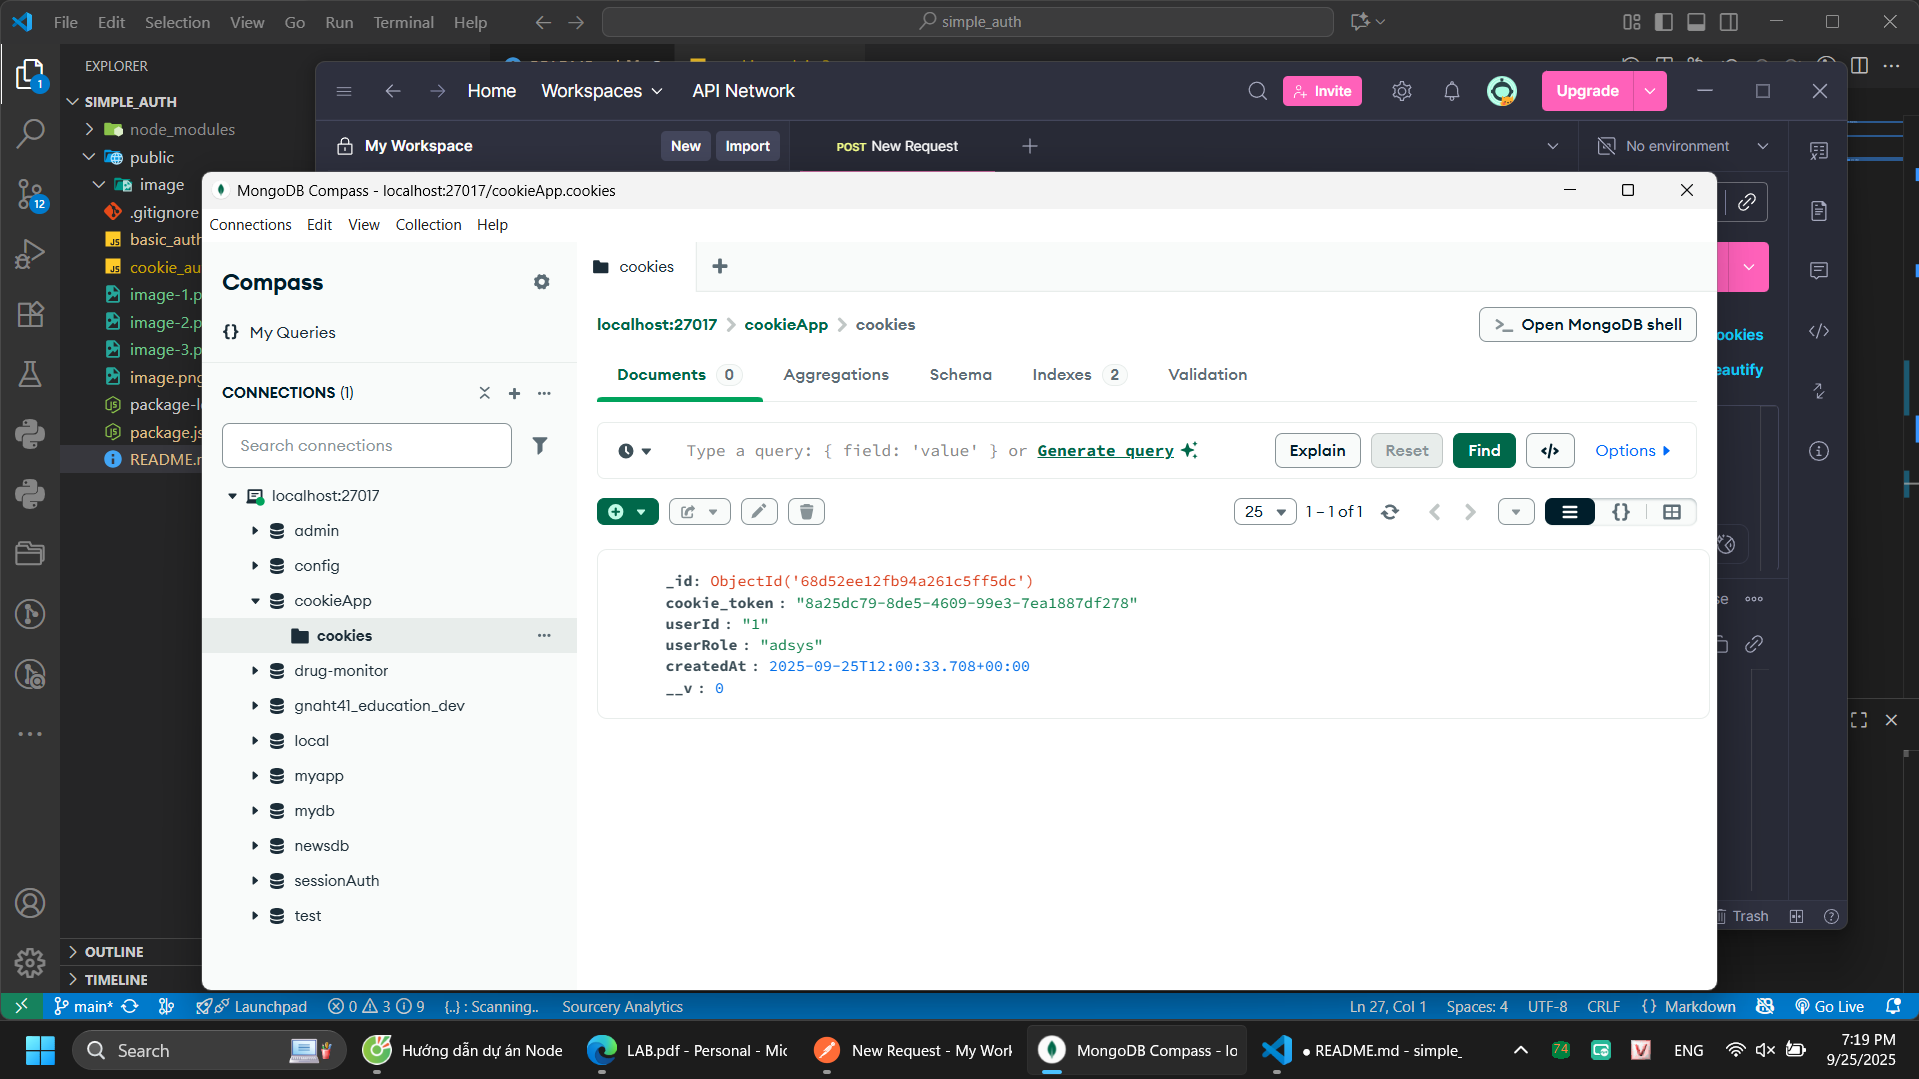 File Edit Selection View Go Run Terminal Help
simple_auth
EXPLORER
SIMPLE_AUTH
node_modules
public
image
.gitignore
basic_auth
cookie_au
image-1.p
image-2.p
image-3.p
image.png
package-l
package.js
README.r
OUTLINE
TIMELINE
1
12
Home Workspaces API Network
Invite
Upgrade
My Workspace
New
Import
POST New Request
No environment
ookies
eautify
se
Trash
MongoDB Compass - localhost:27017/cookieApp.cookies
Connections Edit View Collection Help
Compass
My Queries
CONNECTIONS (1)
Search connections
localhost:27017
admin
config
cookieApp
cookies
drug-monitor
gnaht41_education_dev
local
myapp
mydb
newsdb
sessionAuth
test
cookies
localhost:27017 > cookieApp > cookies
Open MongoDB shell
Documents 0 Aggregations Schema Indexes 2 Validation
Type a query: { field: 'value' } or Generate query
Explain Reset Find </> Options
25
1 – 1 of 1
_id: ObjectId('68d52ee12fb94a261c5ff5dc')
cookie_token : "8a25dc79-8de5-4609-99e3-7ea1887df278"
userId : "1"
userRole : "adsys"
createdAt : 2025-09-25T12:00:33.708+00:00
__v : 0
main* Launchpad 0 3 9 {..} : Scanning.. Sourcery Analytics
Ln 27, Col 1 Spaces: 4 UTF-8 CRLF {} Markdown Go Live
Search
Hướng dẫn dự án Node
LAB.pdf - Personal - Mic
New Request - My Work
MongoDB Compass - lo
● README.md - simple_
74
ENG
7:19 PM
9/25/2025